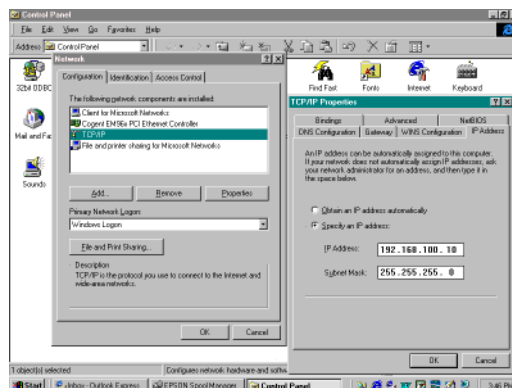 Control Panel
File Edit View Go Favorites Help
Address Control Panel
32bit ODBC
Mail and Fax
Sounds
Find Fast
Fonts
Internet
Keyboard
Network
Configuration Identification Access Control
The following network components are installed:
Client for Microsoft Networks
Cogent EM96x PCI Ethernet Controller
TCP/IP
File and printer sharing for Microsoft Networks
Add... Remove Properties
Primary Network Logon:
Windows Logon
File and Print Sharing...
Description
TCP/IP is the protocol you use to connect to the Internet and
wide-area networks.
OK Cancel
TCP/IP Properties
Bindings Advanced NetBIOS
DNS Configuration Gateway WINS Configuration IP Address
An IP address can be automatically assigned to this computer.
If your network does not automatically assign IP addresses, ask
your network administrator for an address, and then type it in
the space below.
Obtain an IP address automatically
Specify an IP address:
IP Address: 192.168.100.10
Subnet Mask: 255.255.255.0
OK Cancel
1 object(s) selected
Configures network hardware and softw
Start Inbox - Outlook Express EPSON SpoolManager Control Panel 3:46 PM